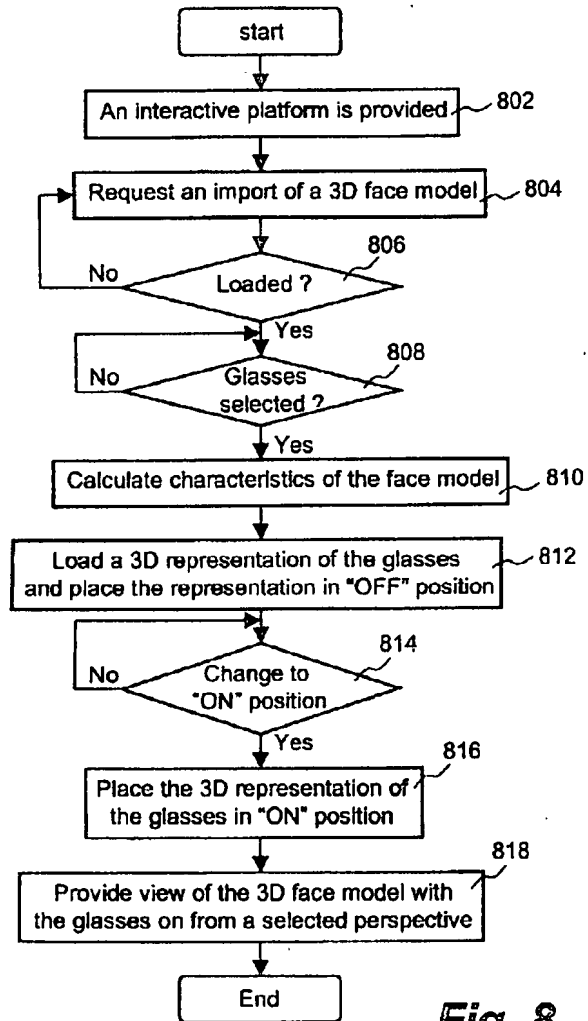 start
An interactive platform is provided
802
Request an import of a 3D face model
804
806
No
Loaded ?
Yes
808
No
Glasses
selected ?
Yes
Calculate characteristics of the face model
810
Load a 3D representation of the glasses
and place the representation in "OFF" position
812
814
No
Change to
"ON" position
Yes
816
Place the 3D representation of
the glasses in "ON" position
818
Provide view of the 3D face model with
the glasses on from a selected perspective
End
Fig. 8